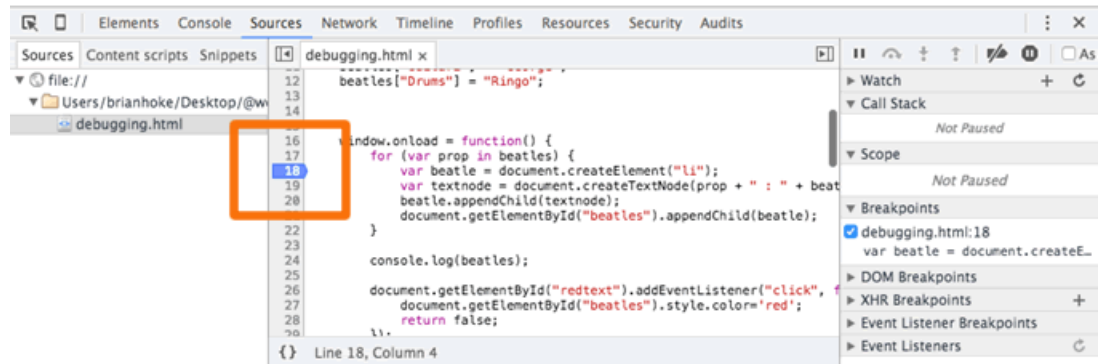 Elements Console Sources Network Timeline Profiles Resources Security Audits
Sources Content scripts Snippets
debugging.html ×
As
file://
Users/brianhoke/Desktop/@w
debugging.html
12 beatles["Drums"] = "Ringo";
13
14
16 window.onload = function() {
17 for (var prop in beatles) {
18 var beatle = document.createElement("li");
19 var textnode = document.createTextNode(prop + " : " + beat
20 beatle.appendChild(textnode);
document.getElementById("beatles").appendChild(beatle);
22 }
23
24 console.log(beatles);
25
26 document.getElementById("redtext").addEventListener("click", f
27 document.getElementById("beatles").style.color='red';
28 return false;
29 });
{} Line 18, Column 4
Watch
Call Stack
Not Paused
Scope
Not Paused
Breakpoints
debugging.html:18
var beatle = document.createE…
DOM Breakpoints
XHR Breakpoints
Event Listener Breakpoints
Event Listeners